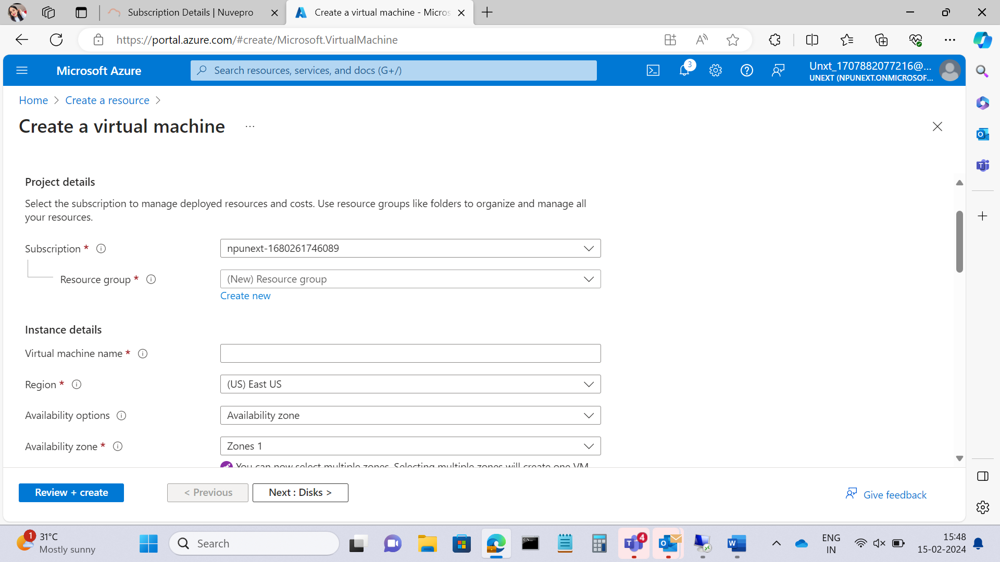 Subscription Details | Nuvepro
Create a virtual machine - Micros
https://portal.azure.com/#create/Microsoft.VirtualMachine
Microsoft Azure
Search resources, services, and docs (G+/)
3
Unxt_1707882077216@...
UNEXT (NPUNEXT.ONMICROSOF...
Home > Create a resource >
Create a virtual machine ...
Project details
Select the subscription to manage deployed resources and costs. Use resource groups like folders to organize and manage all
your resources.
Subscription *
npunext-1680261746089
Resource group *
(New) Resource group
Create new
Instance details
Virtual machine name *
Region *
(US) East US
Availability options
Availability zone
Availability zone *
Zones 1
You can now select multiple zones. Selecting multiple zones will create one VM
Review + create
< Previous
Next : Disks >
Give feedback
1
31°C
Mostly sunny
Search
4
ENG
IN
15:48
15-02-2024